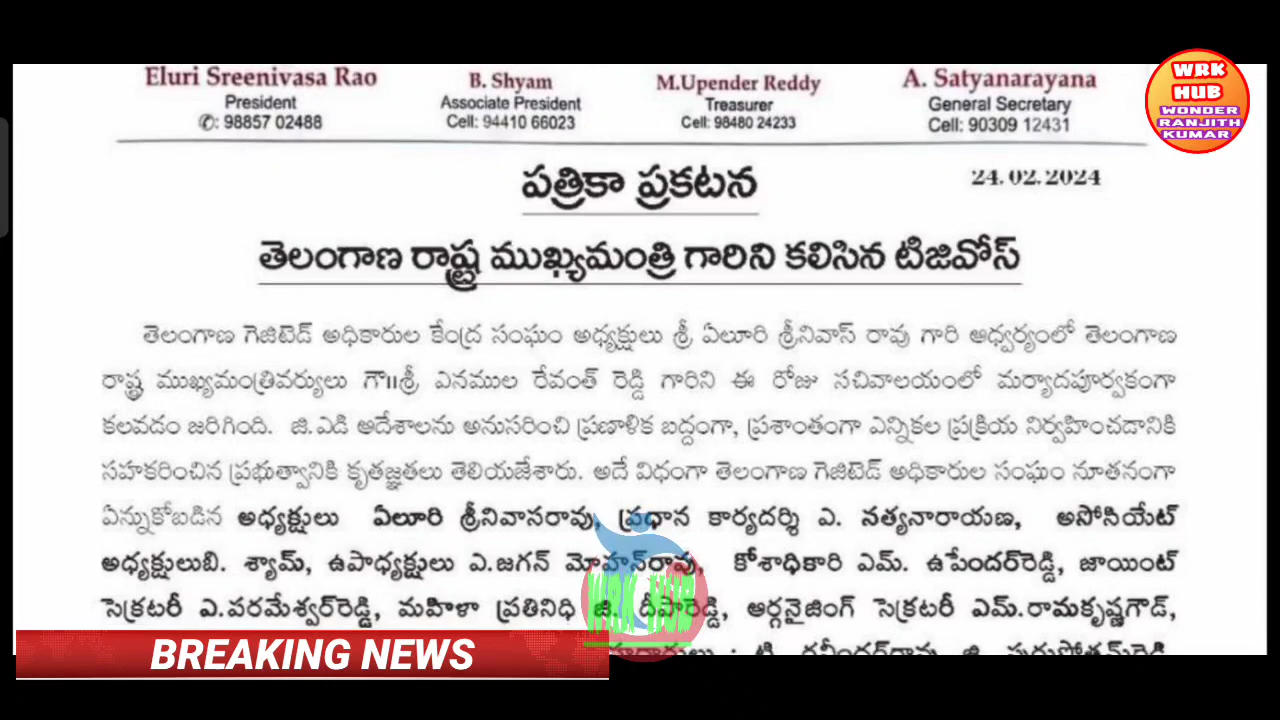 Eluri Sreenivasa Rao
President
✆: 98857 02488
B. Shyam
Associate President
Cell: 94410 66023
M.Upender Reddy
Treasurer
Cell: 98480 24233
A. Satyanarayana
General Secretary
Cell: 90309 12431
WRK
HUB
WONDER
RANJITH
KUMAR
పత్రికా ప్రకటన
24.02.2024
తెలంగాణ రాష్ట్ర ముఖ్యమంత్రి గారిని కలిసిన టిజివోస్
తెలంగాణ గెజిటెడ్ అధికారుల కేంద్ర సంఘం అధ్యక్షులు శ్రీ ఏలూరి శ్రీనివాస్ రావు గారి ఆధ్వర్యంలో తెలంగాణ
రాష్ట్ర ముఖ్యమంత్రివర్యులు గౌ॥శ్రీ ఎనముల రేవంత్ రెడ్డి గారిని ఈ రోజు సచివాలయంలో మర్యాదపూర్వకంగా
కలవడం జరిగింది. జి.ఎడి ఆదేశాలను అనుసరించి ప్రణాళిక బద్దంగా, ప్రశాంతంగా ఎన్నికల ప్రక్రియ నిర్వహించడానికి
సహకరించిన ప్రభుత్వానికి కృతజ్ఞతలు తెలియజేశారు. అదే విధంగా తెలంగాణ గెజిటెడ్ అధికారుల సంఘం నూతనంగా
ఏన్నుకోబడిన అధ్యక్షులు ఏలూరి శ్రీనివాసరావు, ప్రధాన కార్యదర్శి ఎ. సత్యనారాయణ, అసోసియేట్
అధ్యక్షులుబి. శ్యామ్, ఉపాధ్యక్షులు ఎ.జగన్ మోహన్‌రావు, కోశాధికారి ఎమ్. ఉపేందర్‌రెడ్డి, జాయింట్
సెక్రటరీ ఎ.పరమేశ్వర్‌రెడ్డి, మహిళా ప్రతినిధి జి. దీపారెడ్డి, ఆర్గనైజింగ్ సెక్రటరీ ఎమ్.రామకృష్ణగౌడ్,
WRK HUB
BREAKING NEWS